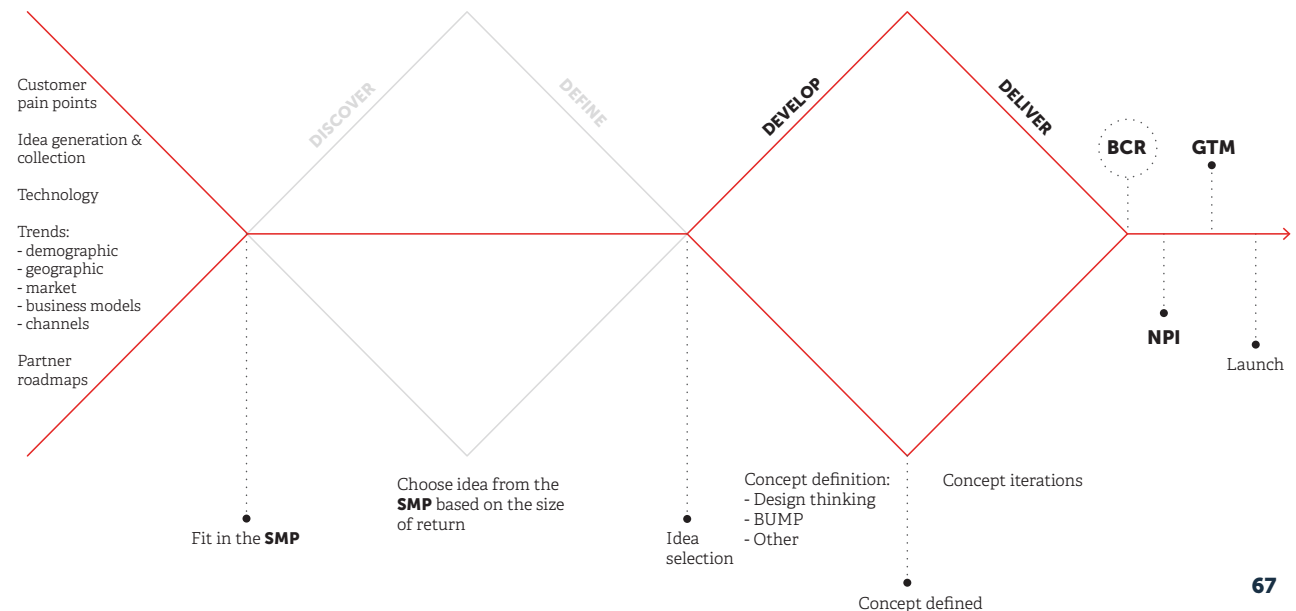 Customer
pain points
Idea generation &
collection
Technology
Trends:
- demographic
- geographic
- market
- business models
- channels
Partner
roadmaps
DISCOVER
DEFINE
DEVELOP
DELIVER
BCR
GTM
NPI
Launch
Fit in the SMP
Choose idea from the
SMP based on the size
of return
Idea
selection
Concept definition:
- Design thinking
- BUMP
- Other
Concept iterations
Concept defined
67